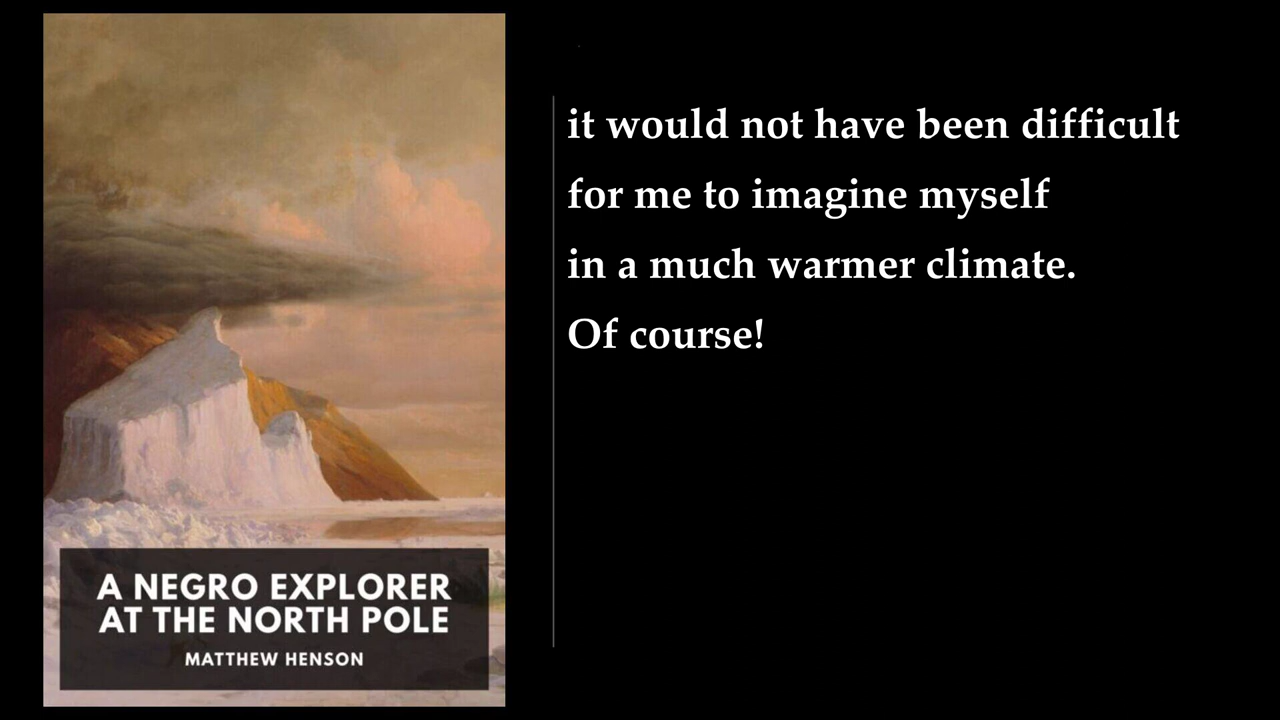 it would not have been difficult
for me to imagine myself
in a much warmer climate.
Of course!
A NEGRO EXPLORER
AT THE NORTH POLE
MATTHEW HENSON